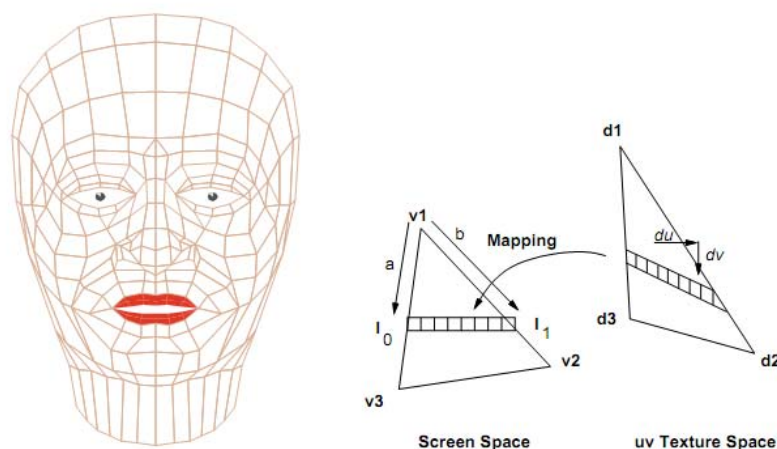 d1
v1
b
Mapping
du
dv
a
I0
I1
d3
v2
d2
v3
Screen Space
uv Texture Space